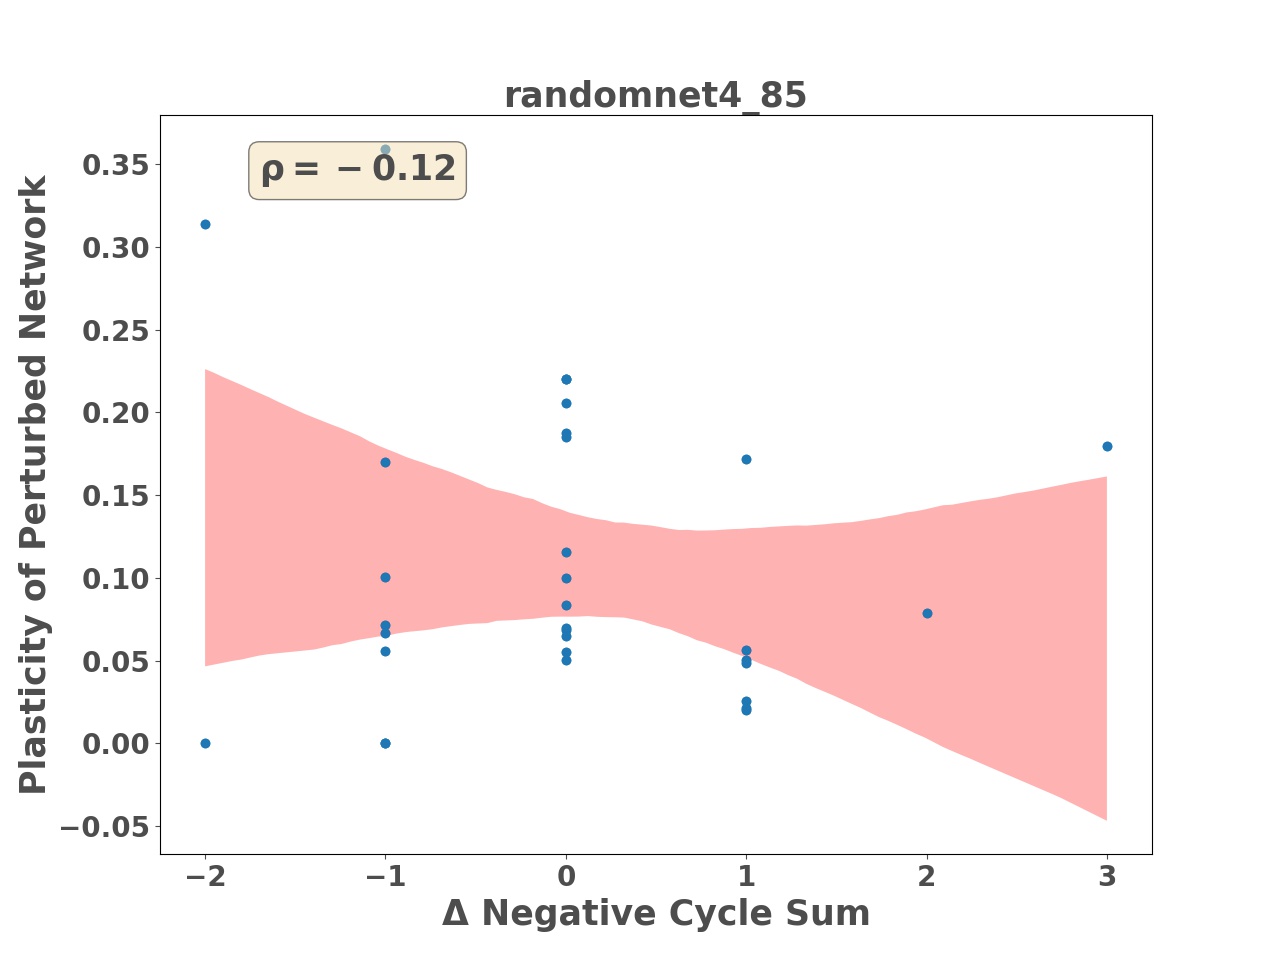 randomnet4_85
ρ = − 0.12
Plasticity of Perturbed Network
0.35
0.30
0.25
0.20
0.15
0.10
0.05
0.00
−0.05
−2 −1 0 1 2 3
Δ Negative Cycle Sum